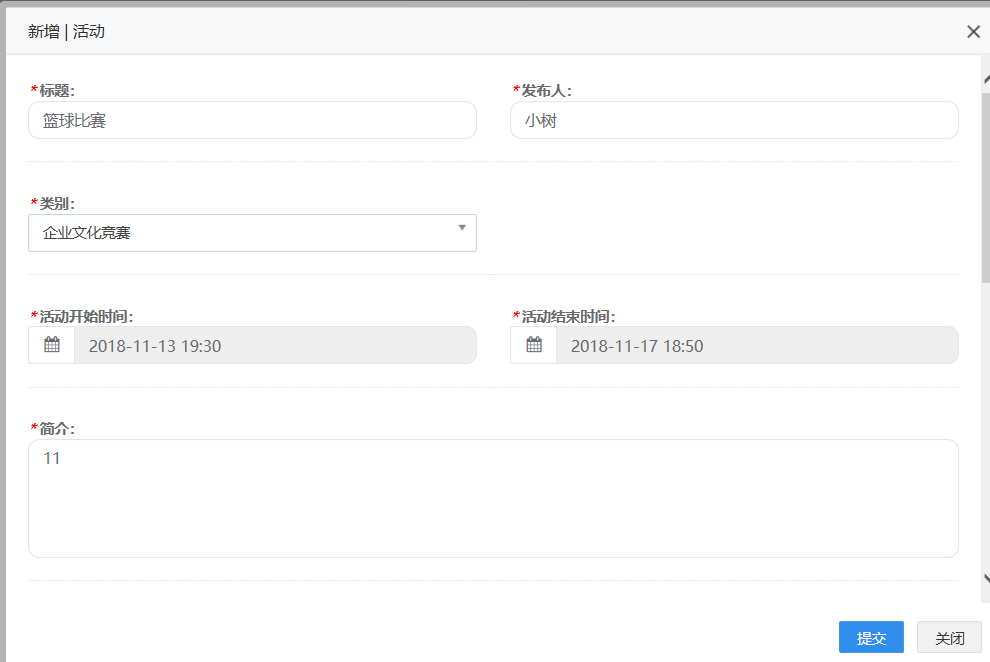 新增 | 活动
*标题:
*发布人:
篮球比赛
小树
*类别:
企业文化竞赛
*活动开始时间:
*活动结束时间:
2018-11-13 19:30
2018-11-17 18:50
*简介:
11
提交
关闭